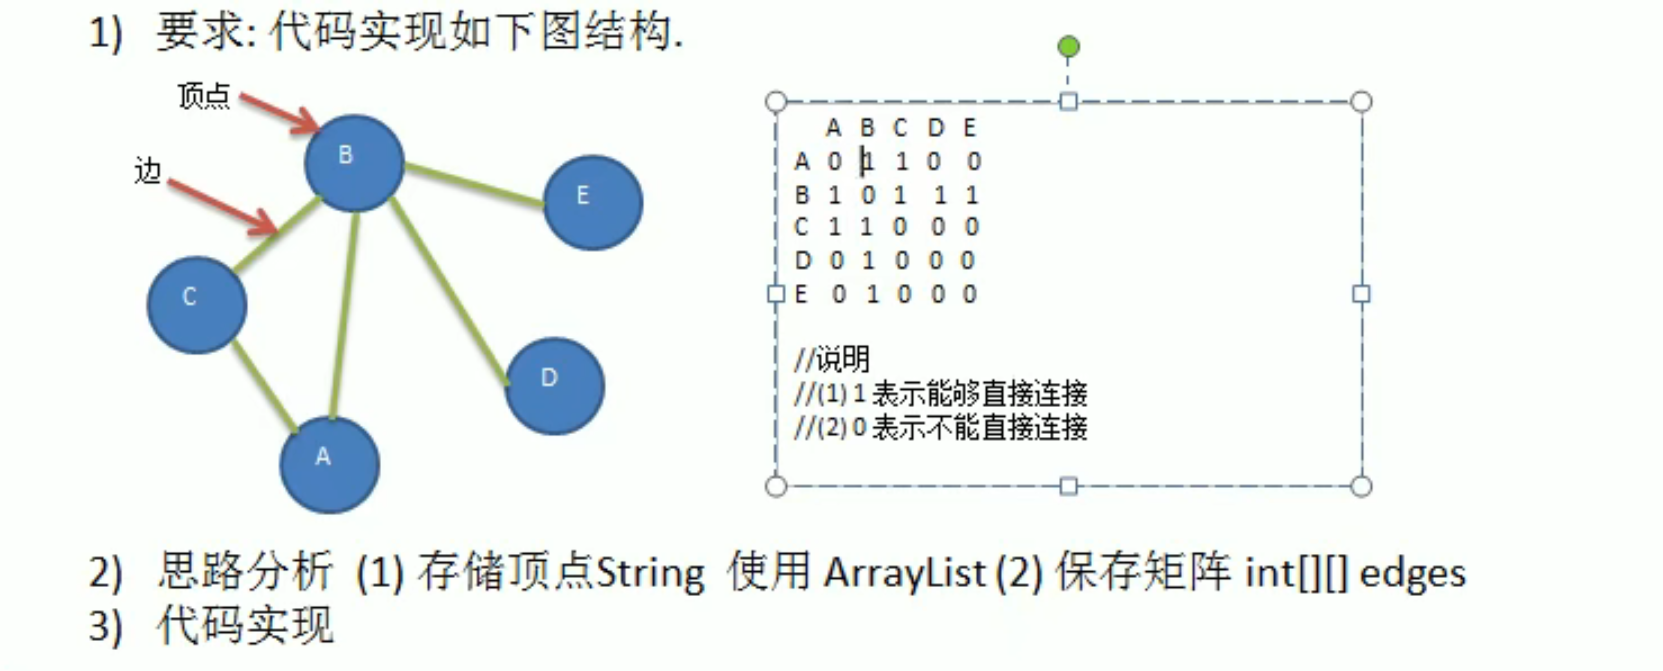 1) 要求: 代码实现如下图结构.
顶点
边
B
E
C
D
A
A B C D E
A 0 1 1 0 0
B 1 0 1 1 1
C 1 1 0 0 0
D 0 1 0 0 0
E 0 1 0 0 0
//说明
//(1) 1 表示能够直接连接
//(2) 0 表示不能直接连接
2) 思路分析 (1) 存储顶点String 使用 ArrayList (2) 保存矩阵 int[][] edges
3) 代码实现